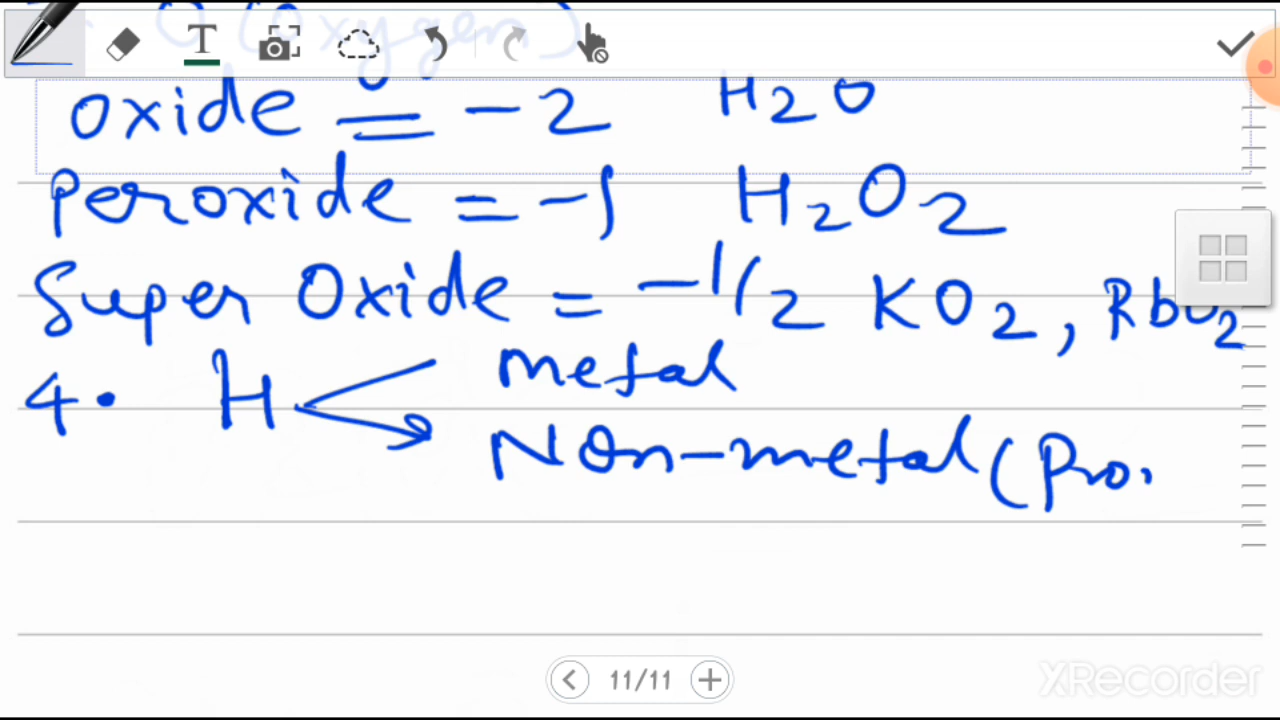 O (Oxygen)
T
oxide = -2 H2O
Peroxide = -1 H2O2
Super Oxide = -1/2 KO2, RbO2
4. H metal
Non-metal (Pro.
11/11
XRecorder